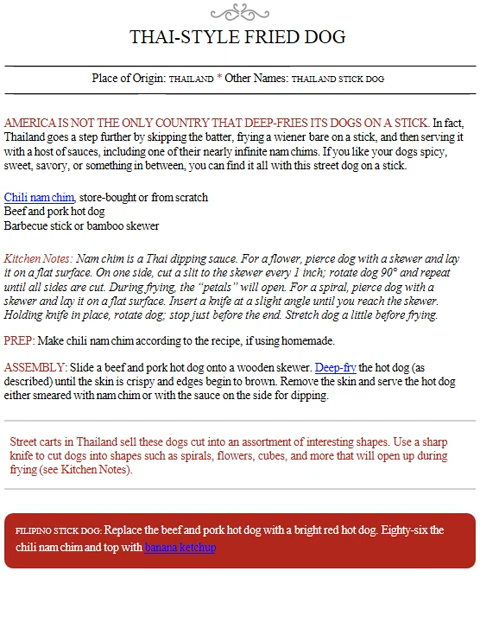 THAI-STYLE FRIED DOG
Place of Origin: THAILAND * Other Names: THAILAND STICK DOG
AMERICA IS NOT THE ONLY COUNTRY THAT DEEP-FRIES ITS DOGS ON A STICK. In fact,
Thailand goes a step further by skipping the batter, frying a wiener bare on a stick, and then serving it
with a host of sauces, including one of their nearly infinite nam chims. If you like your dogs spicy,
sweet, savory, or something in between, you can find it all with this street dog on a stick.
Chili nam chim, store-bought or from scratch
Beef and pork hot dog
Barbecue stick or bamboo skewer
Kitchen Notes: Nam chim is a Thai dipping sauce. For a flower, pierce dog with a skewer and lay
it on a flat surface. On one side, cut a slit to the skewer every 1 inch; rotate dog 90° and repeat
until all sides are cut. During frying, the “petals” will open. For a spiral, pierce dog with a
skewer and lay it on a flat surface. Insert a knife at a slight angle until you reach the skewer.
Holding knife in place, rotate dog; stop just before the end. Stretch dog a little before frying.
PREP: Make chili nam chim according to the recipe, if using homemade.
ASSEMBLY: Slide a beef and pork hot dog onto a wooden skewer. Deep-fry the hot dog (as
described) until the skin is crispy and edges begin to brown. Remove the skin and serve the hot dog
either smeared with nam chim or with the sauce on the side for dipping.
Street carts in Thailand sell these dogs cut into an assortment of interesting shapes. Use a sharp
knife to cut dogs into shapes such as spirals, flowers, cubes, and more that will open up during
frying (see Kitchen Notes).
FILIPINO STICK DOG: Replace the beef and pork hot dog with a bright red hot dog. Eighty-six the
chili nam chim and top with banana ketchup